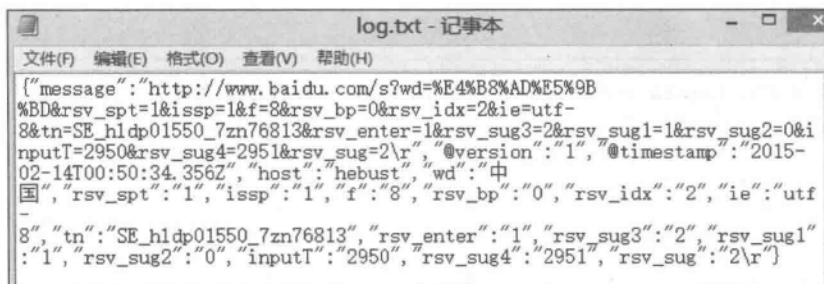 log.txt - 记事本
文件(F) 编辑(E) 格式(O) 查看(V) 帮助(H)
{"message":"http://www.baidu.com/s?wd=%E4%B8%AD%E5%9B
%BD&rsv_spt=1&issp=1&f=8&rsv_bp=0&rsv_idx=2&ie=utf-
8&tn=SE_hldp01550_7zn76813&rsv_enter=1&rsv_sug3=2&rsv_sug1=1&rsv_sug2=0&i
nputT=2950&rsv_sug4=2951&rsv_sug=2\r","@version":"1","@timestamp":"2015-
02-14T00:50:34.356Z","host":"hebust","wd":"中
国","rsv_spt":"1","issp":"1","f":"8","rsv_bp":"0","rsv_idx":"2","ie":"utf
-
8","tn":"SE_hldp01550_7zn76813","rsv_enter":"1","rsv_sug3":"2","rsv_sug1"
:"1","rsv_sug2":"0","inputT":"2950","rsv_sug4":"2951","rsv_sug":"2\r"}